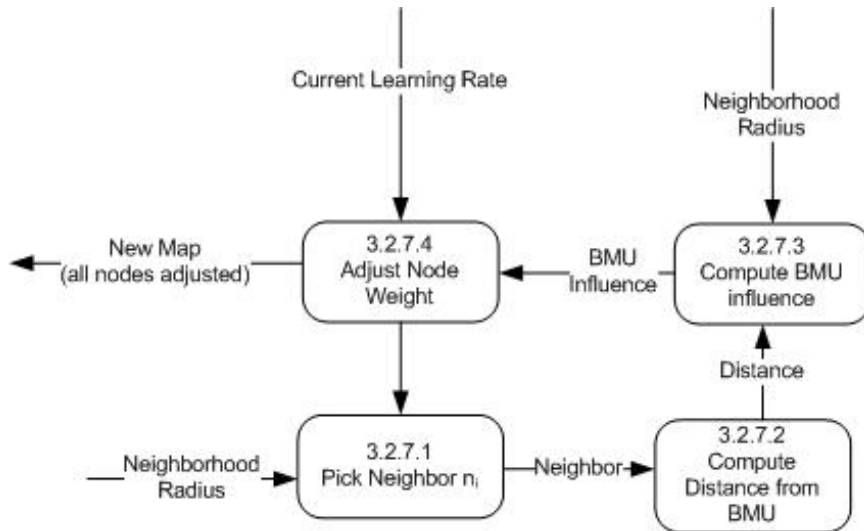 Current Learning Rate
Neighborhood
Radius
3.2.7.4
Adjust Node
Weight
New Map
(all nodes adjusted)
BMU
Influence
3.2.7.3
Compute BMU
influence
Distance
3.2.7.1
Pick Neighbor nᵢ
Neighborhood
Radius
Neighbor
3.2.7.2
Compute
Distance from
BMU